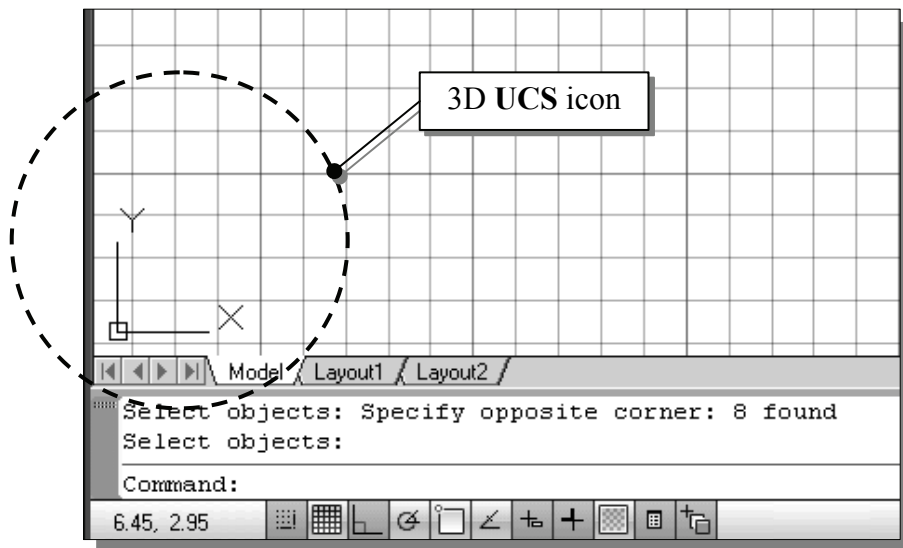 3D UCS icon
Y
X
Model Layout1 Layout2
Select objects: Specify opposite corner: 8 found
Select objects:
Command:
6.45, 2.95